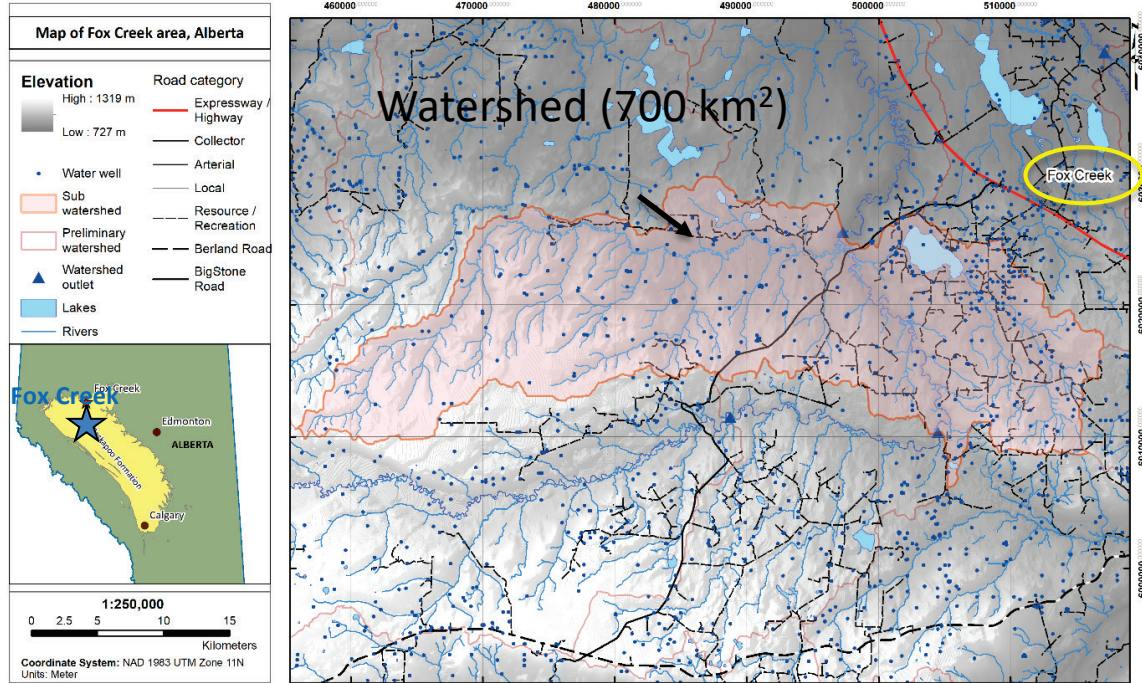 Map of Fox Creek area, Alberta
Elevation
High : 1319 m
Low : 727 m
Water well
Sub
watershed
Preliminary
watershed
Watershed
outlet
Lakes
Rivers
Road category
Expressway /
Highway
Collector
Arterial
Local
Resource /
Recreation
Berland Road
BigStone
Road
Fox Creek
Fox Creek
Edmonton
ALBERTA
Formation
Calgary
1:250,000
0 2.5 5 10 15
Kilometers
Coordinate System: NAD 1983 UTM Zone 11N
Units: Meter
460000 470000 480000 490000 500000 510000
Watershed (700 km²)
Fox Creek
6020000
6010000
6000000